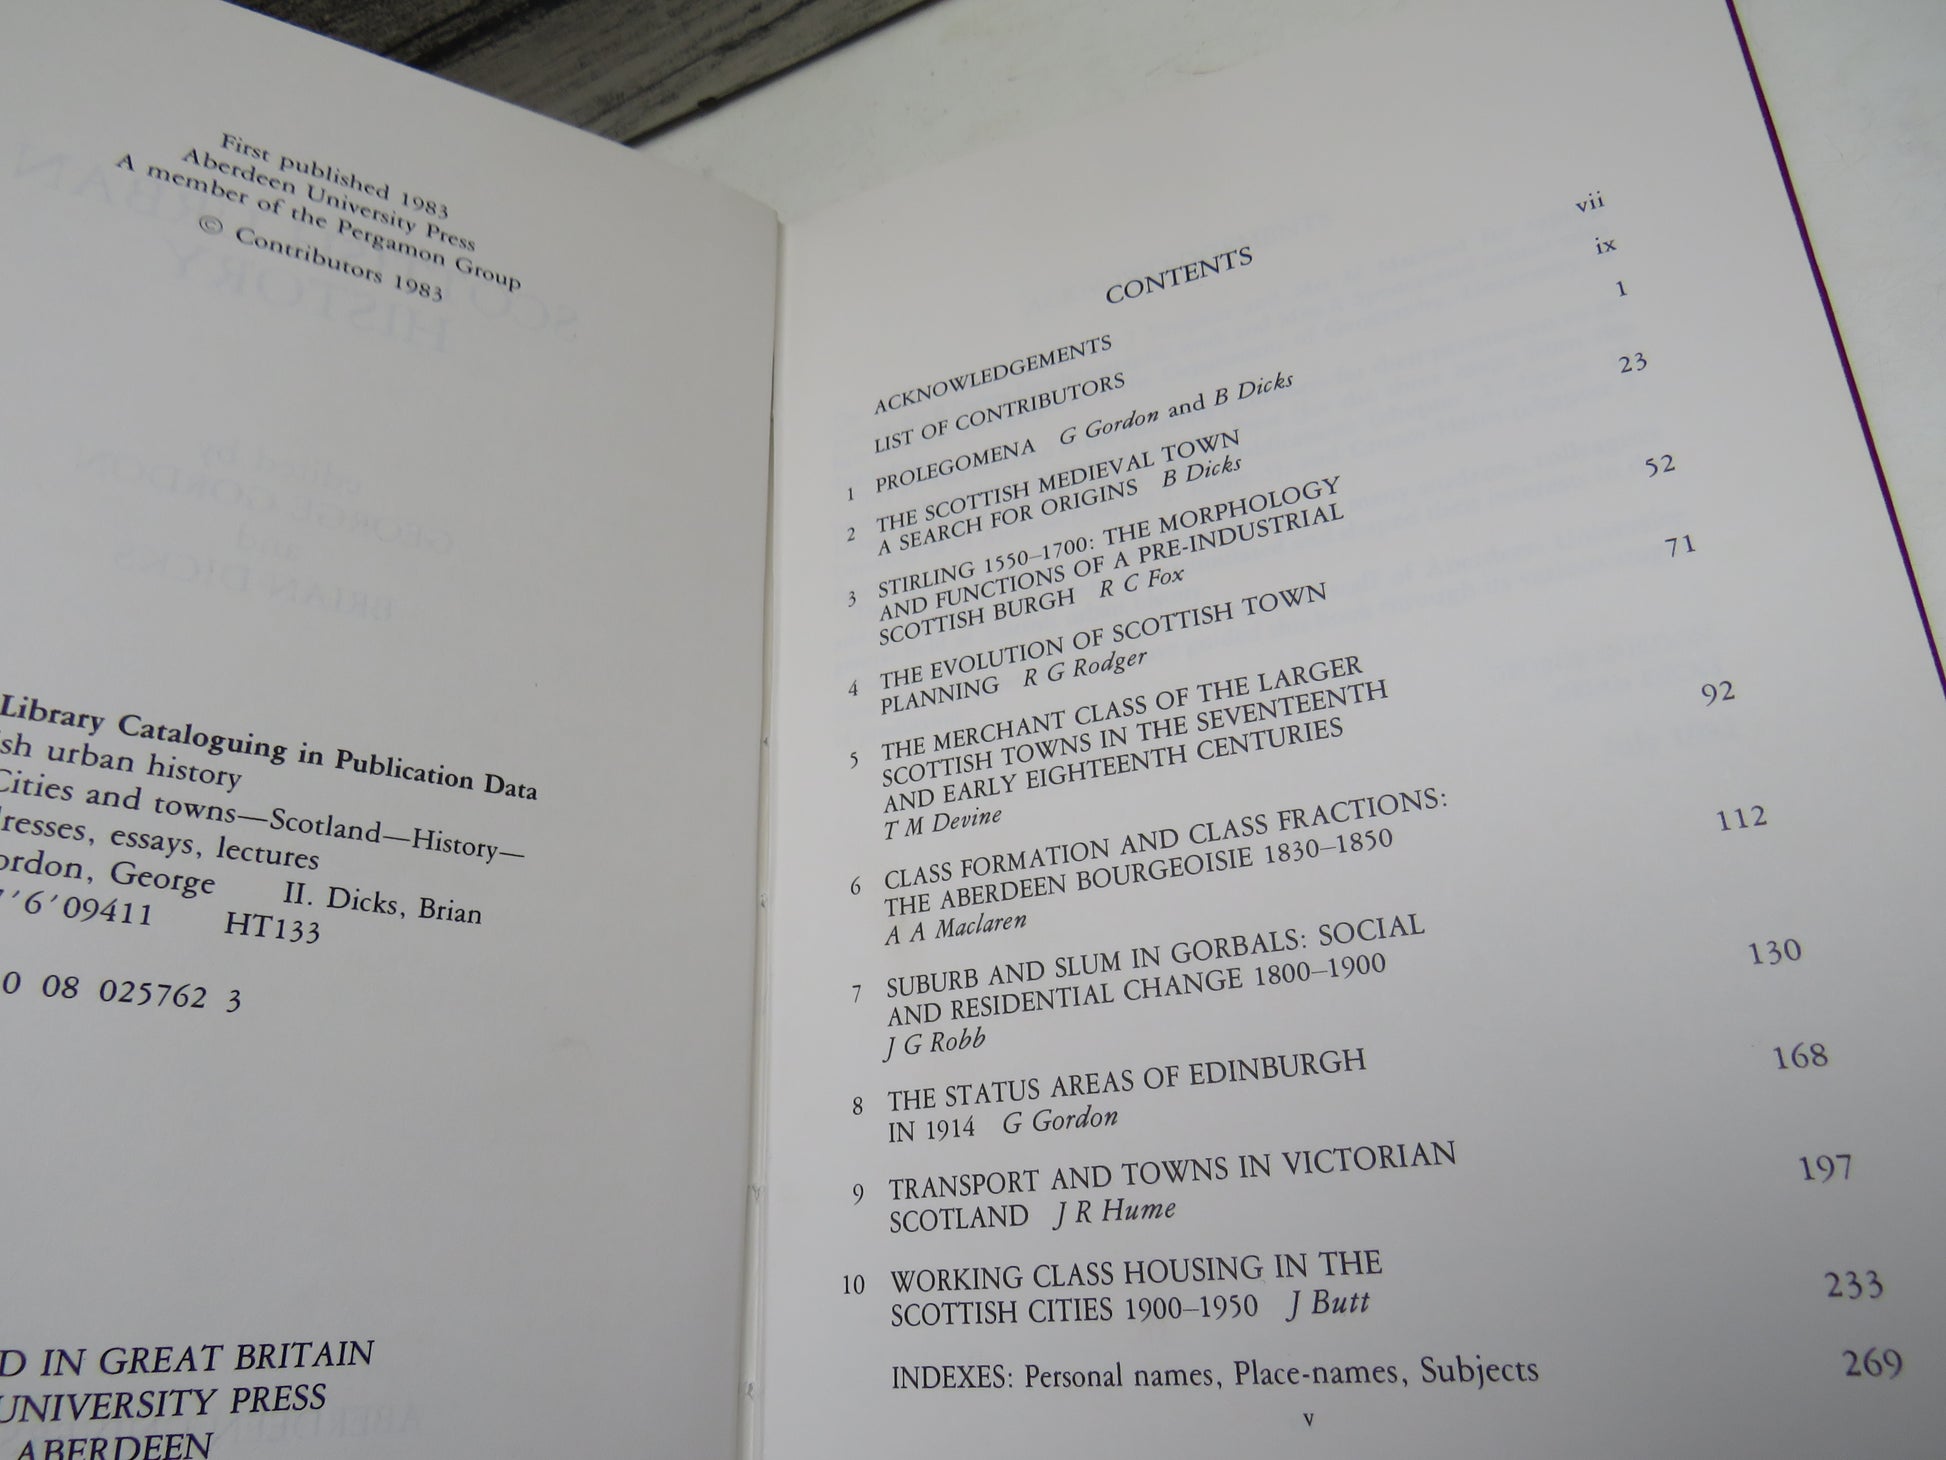 First published 1983
Aberdeen University Press
A member of the Pergamon Group
© Contributors 1983
Library Cataloguing in Publication Data
sh urban history
Cities and towns—Scotland—History—
resses, essays, lectures
ordon, George II. Dicks, Brian
'6'09411 HT133
0 08 025762 3
D IN GREAT BRITAIN
UNIVERSITY PRESS
ABERDEEN
CONTENTS
ACKNOWLEDGEMENTS vii
LIST OF CONTRIBUTORS ix
1 PROLEGOMENA G Gordon and B Dicks 1
2 THE SCOTTISH MEDIEVAL TOWN
A SEARCH FOR ORIGINS B Dicks 23
3 STIRLING 1550–1700: THE MORPHOLOGY
AND FUNCTIONS OF A PRE-INDUSTRIAL
SCOTTISH BURGH R C Fox 52
4 THE EVOLUTION OF SCOTTISH TOWN
PLANNING R G Rodger 71
5 THE MERCHANT CLASS OF THE LARGER
SCOTTISH TOWNS IN THE SEVENTEENTH
AND EARLY EIGHTEENTH CENTURIES
T M Devine 92
6 CLASS FORMATION AND CLASS FRACTIONS:
THE ABERDEEN BOURGEOISIE 1830–1850
A A Maclaren 112
7 SUBURB AND SLUM IN GORBALS: SOCIAL
AND RESIDENTIAL CHANGE 1800–1900
J G Robb 130
8 THE STATUS AREAS OF EDINBURGH
IN 1914 G Gordon 168
9 TRANSPORT AND TOWNS IN VICTORIAN
SCOTLAND J R Hume 197
10 WORKING CLASS HOUSING IN THE
SCOTTISH CITIES 1900–1950 J Butt 233
INDEXES: Personal names, Place-names, Subjects 269
v